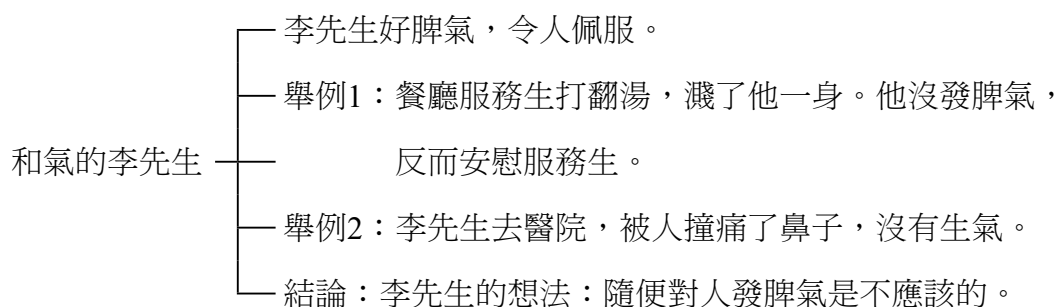 李先生好脾氣，令人佩服。
舉例1：餐廳服務生打翻湯，濺了他一身。他沒發脾氣，
和氣的李先生
反而安慰服務生。
舉例2：李先生去醫院，被人撞痛了鼻子，沒有生氣。
結論：李先生的想法：隨便對人發脾氣是不應該的。